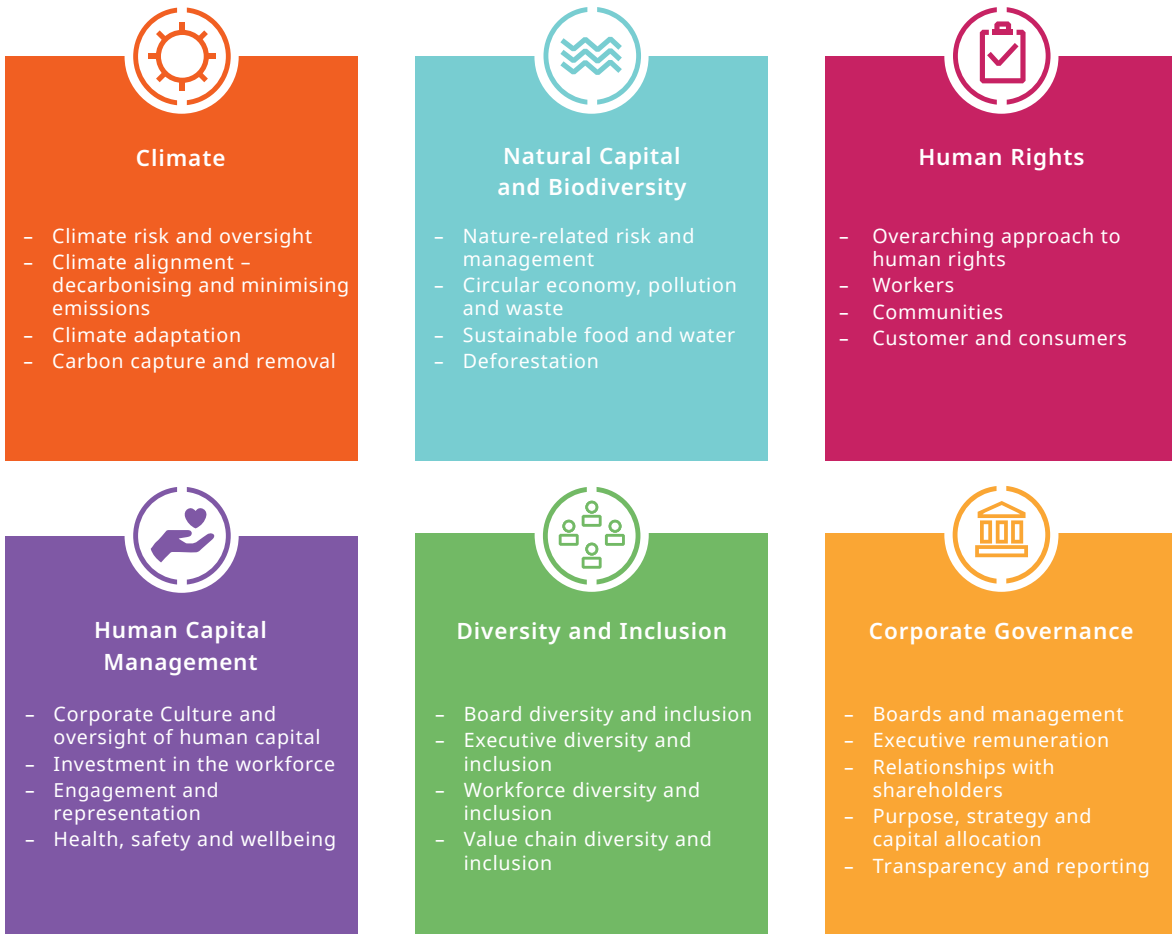 Climate
– Climate risk and oversight
– Climate alignment –
decarbonising and minimising
emissions
– Climate adaptation
– Carbon capture and removal
Natural Capital
and Biodiversity
– Nature-related risk and
management
– Circular economy, pollution
and waste
– Sustainable food and water
– Deforestation
Human Rights
– Overarching approach to
human rights
– Workers
– Communities
– Customer and consumers
Human Capital
Management
– Corporate Culture and
oversight of human capital
– Investment in the workforce
– Engagement and
representation
– Health, safety and wellbeing
Diversity and Inclusion
– Board diversity and inclusion
– Executive diversity and
inclusion
– Workforce diversity and
inclusion
– Value chain diversity and
inclusion
Corporate Governance
– Boards and management
– Executive remuneration
– Relationships with
shareholders
– Purpose, strategy and
capital allocation
– Transparency and reporting